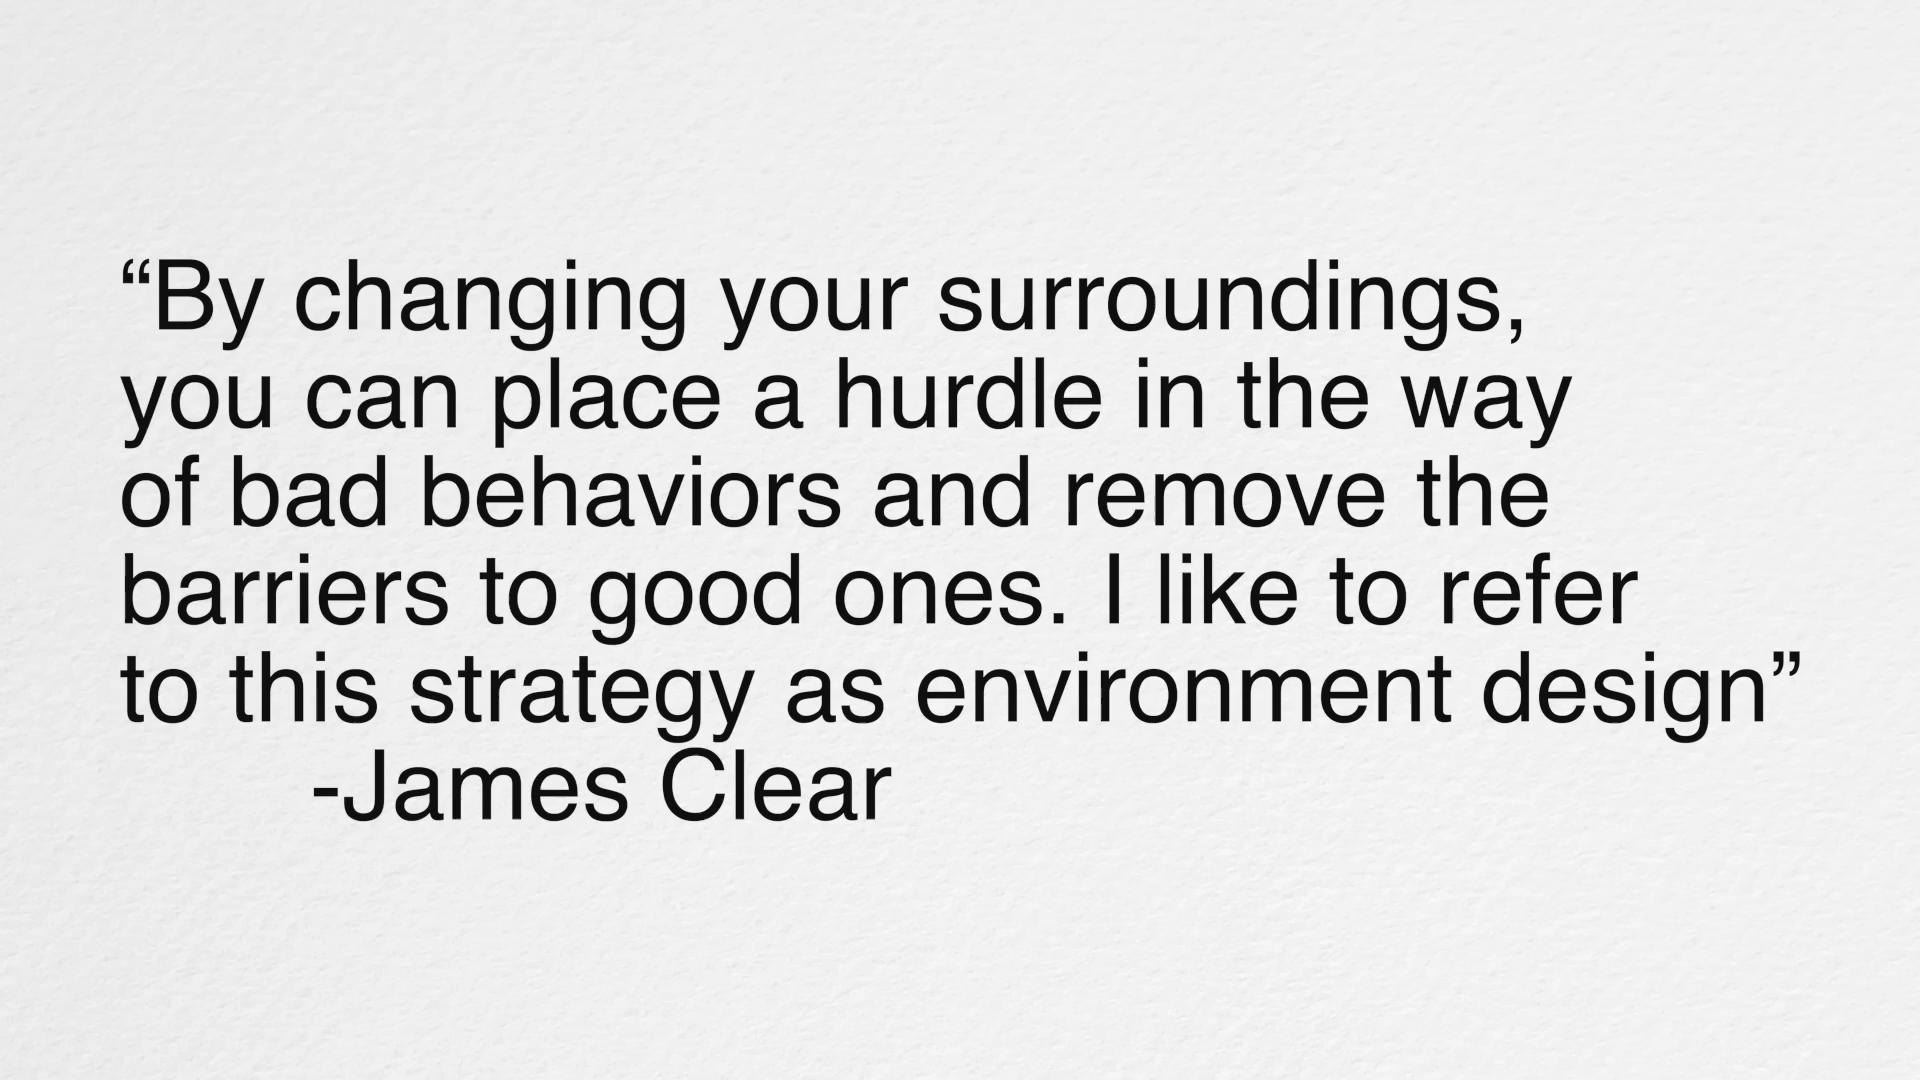 “By changing your surroundings,
you can place a hurdle in the way
of bad behaviors and remove the
barriers to good ones. I like to refer
to this strategy as environment design”
-James Clear